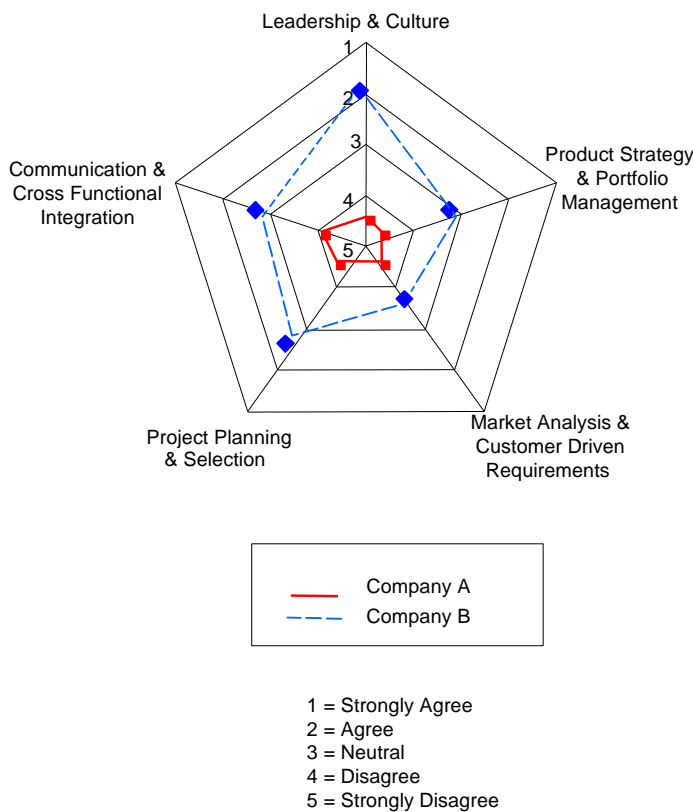 Leadership & Culture
1
2
3
4
5
Product Strategy
& Portfolio
Management
Communication &
Cross Functional
Integration
Market Analysis &
Customer Driven
Requirements
Project Planning
& Selection
Company A
Company B
1 = Strongly Agree
2 = Agree
3 = Neutral
4 = Disagree
5 = Strongly Disagree